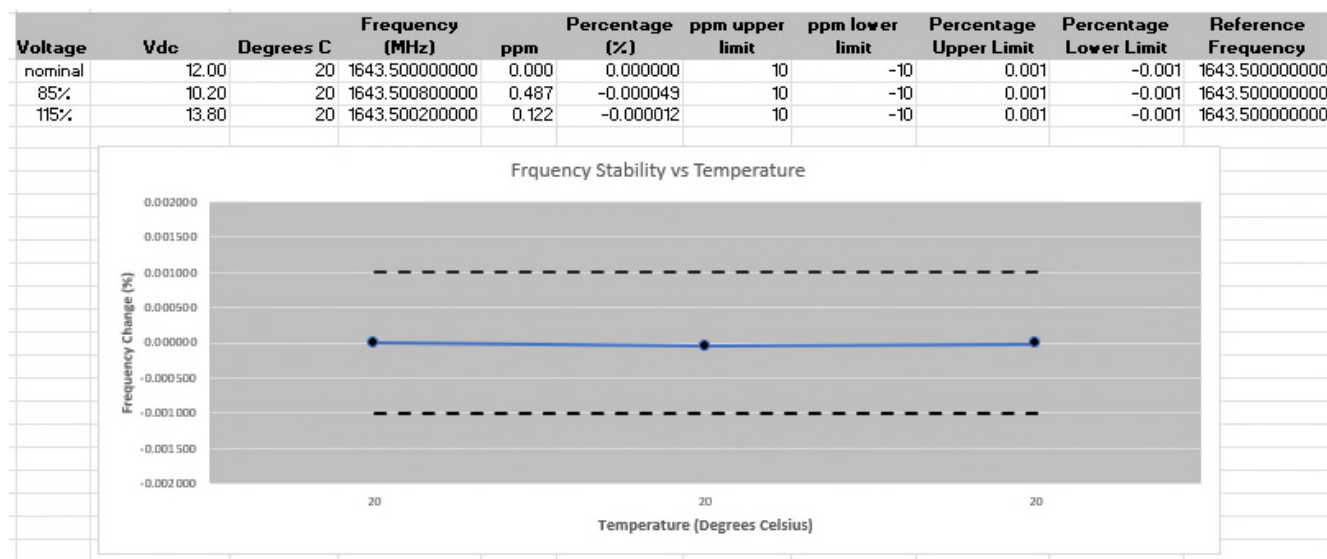 Voltage Vdc Degrees C Frequency (MHz) ppm Percentage (%) ppm upper limit ppm lower limit Percentage Upper Limit Percentage Lower Limit Reference Frequency
nominal 12.00 20 1643.500000000 0.000 0.000000 10 -10 0.001 -0.001 1643.500000000
85% 10.20 20 1643.500800000 0.487 -0.000049 10 -10 0.001 -0.001 1643.500000000
115% 13.80 20 1643.500200000 0.122 -0.000012 10 -10 0.001 -0.001 1643.500000000
Frquency Stability vs Temperature
Frequency Change (%)
0.002000
0.001500
0.001000
0.000500
0.000000
-0.000500
-0.001000
-0.001500
-0.002000
20 20 20
Temperature (Degrees Celsius)